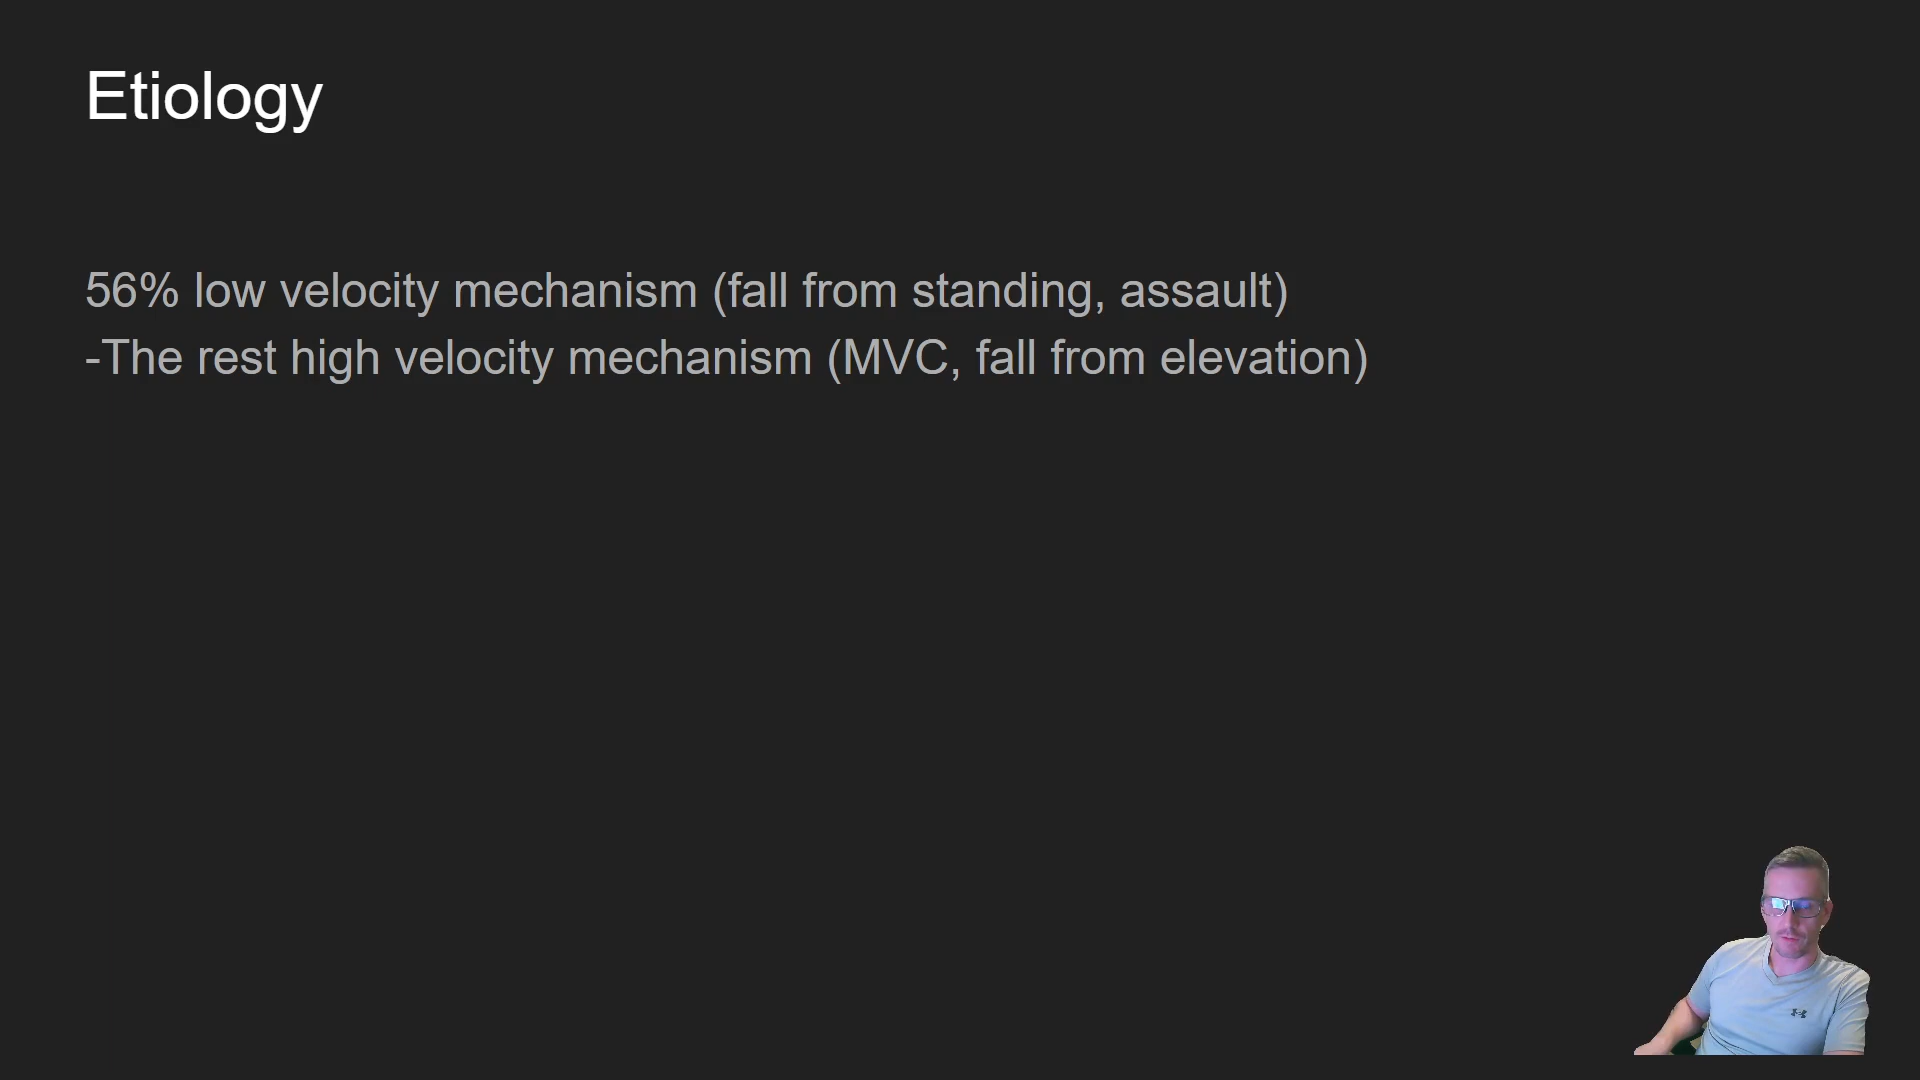 Etiology
56% low velocity mechanism (fall from standing, assault)
-The rest high velocity mechanism (MVC, fall from elevation)